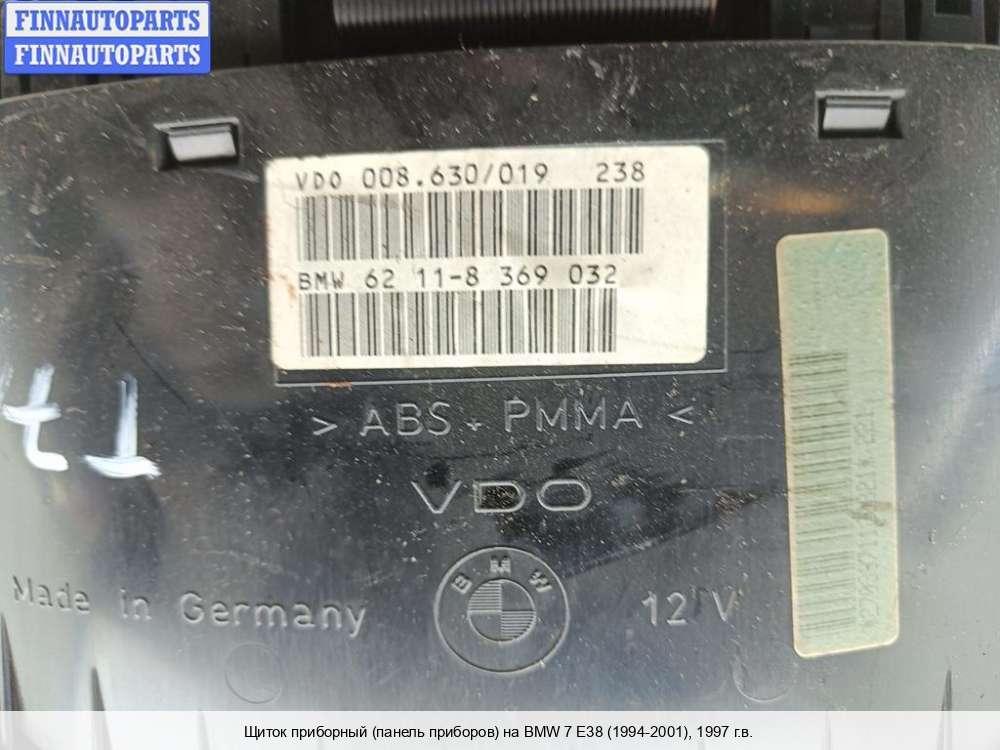 FINNAUTOPARTS
FINNAUTOPARTS
VDO 008.630/019 238
BMW 62 11-8 369 032
> ABS + PMMA <
VDO
BMW
Made in Germany
12 V
Щиток приборный (панель приборов) на BMW 7 E38 (1994-2001), 1997 г.в.